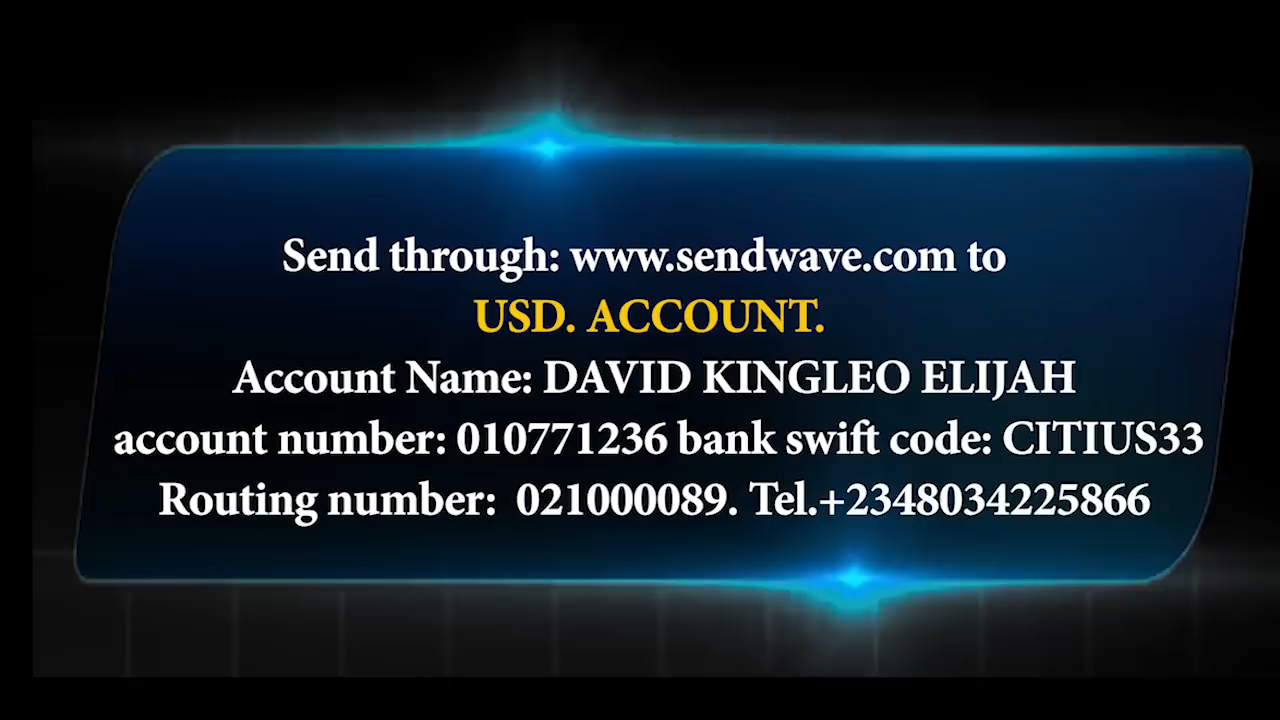 Send through: www.sendwave.com to
USD. ACCOUNT.
Account Name: DAVID KINGLEO ELIJAH
account number: 010771236 bank swift code: CITIUS33
Routing number: 021000089. Tel.+2348034225866